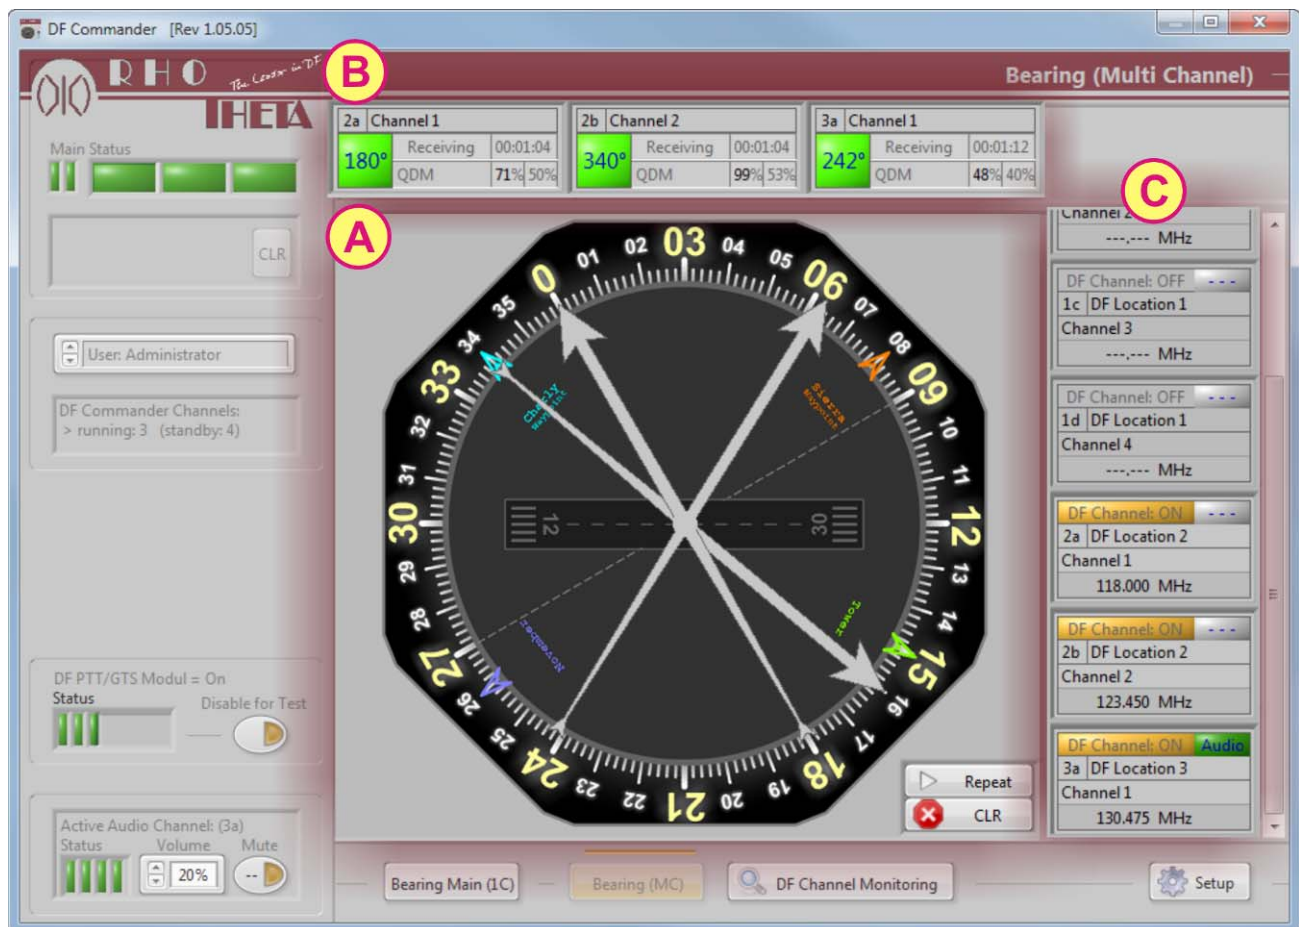 DF Commander [Rev 1.05.05]
RHO
The Leader in DF
THETA
Bearing (Multi Channel)
B
2a Channel 1
180° Receiving 00:01:04
QDM 71% 50%
2b Channel 2
340° Receiving 00:01:04
QDM 99% 53%
3a Channel 1
242° Receiving 00:01:12
QDM 48% 40%
Main Status
CLR
User: Administrator
DF Commander Channels:
> running: 3 (standby: 4)
DF PTT/GTS Modul = On
Status
Disable for Test
Active Audio Channel: (3a)
Status Volume Mute
20% --
A
0 01 02 03 04 05 06 07 08 09 10 11 12 13 14 15 16 17 18 19 20 21 22 23 24 25 26 27 28 29 30 31 32 33 34 35
Charly
Waypoint
Sierra
Waypoint
12
30
November
Tower
Repeat
CLR
C
Channel 2
---.--- MHz
DF Channel: OFF ---
1c DF Location 1
Channel 3
---.--- MHz
DF Channel: OFF ---
1d DF Location 1
Channel 4
---.--- MHz
DF Channel: ON ---
2a DF Location 2
Channel 1
118.000 MHz
DF Channel: ON ---
2b DF Location 2
Channel 2
123.450 MHz
DF Channel: ON Audio
3a DF Location 3
Channel 1
130.475 MHz
Bearing Main (1C)
Bearing (MC)
DF Channel Monitoring
Setup